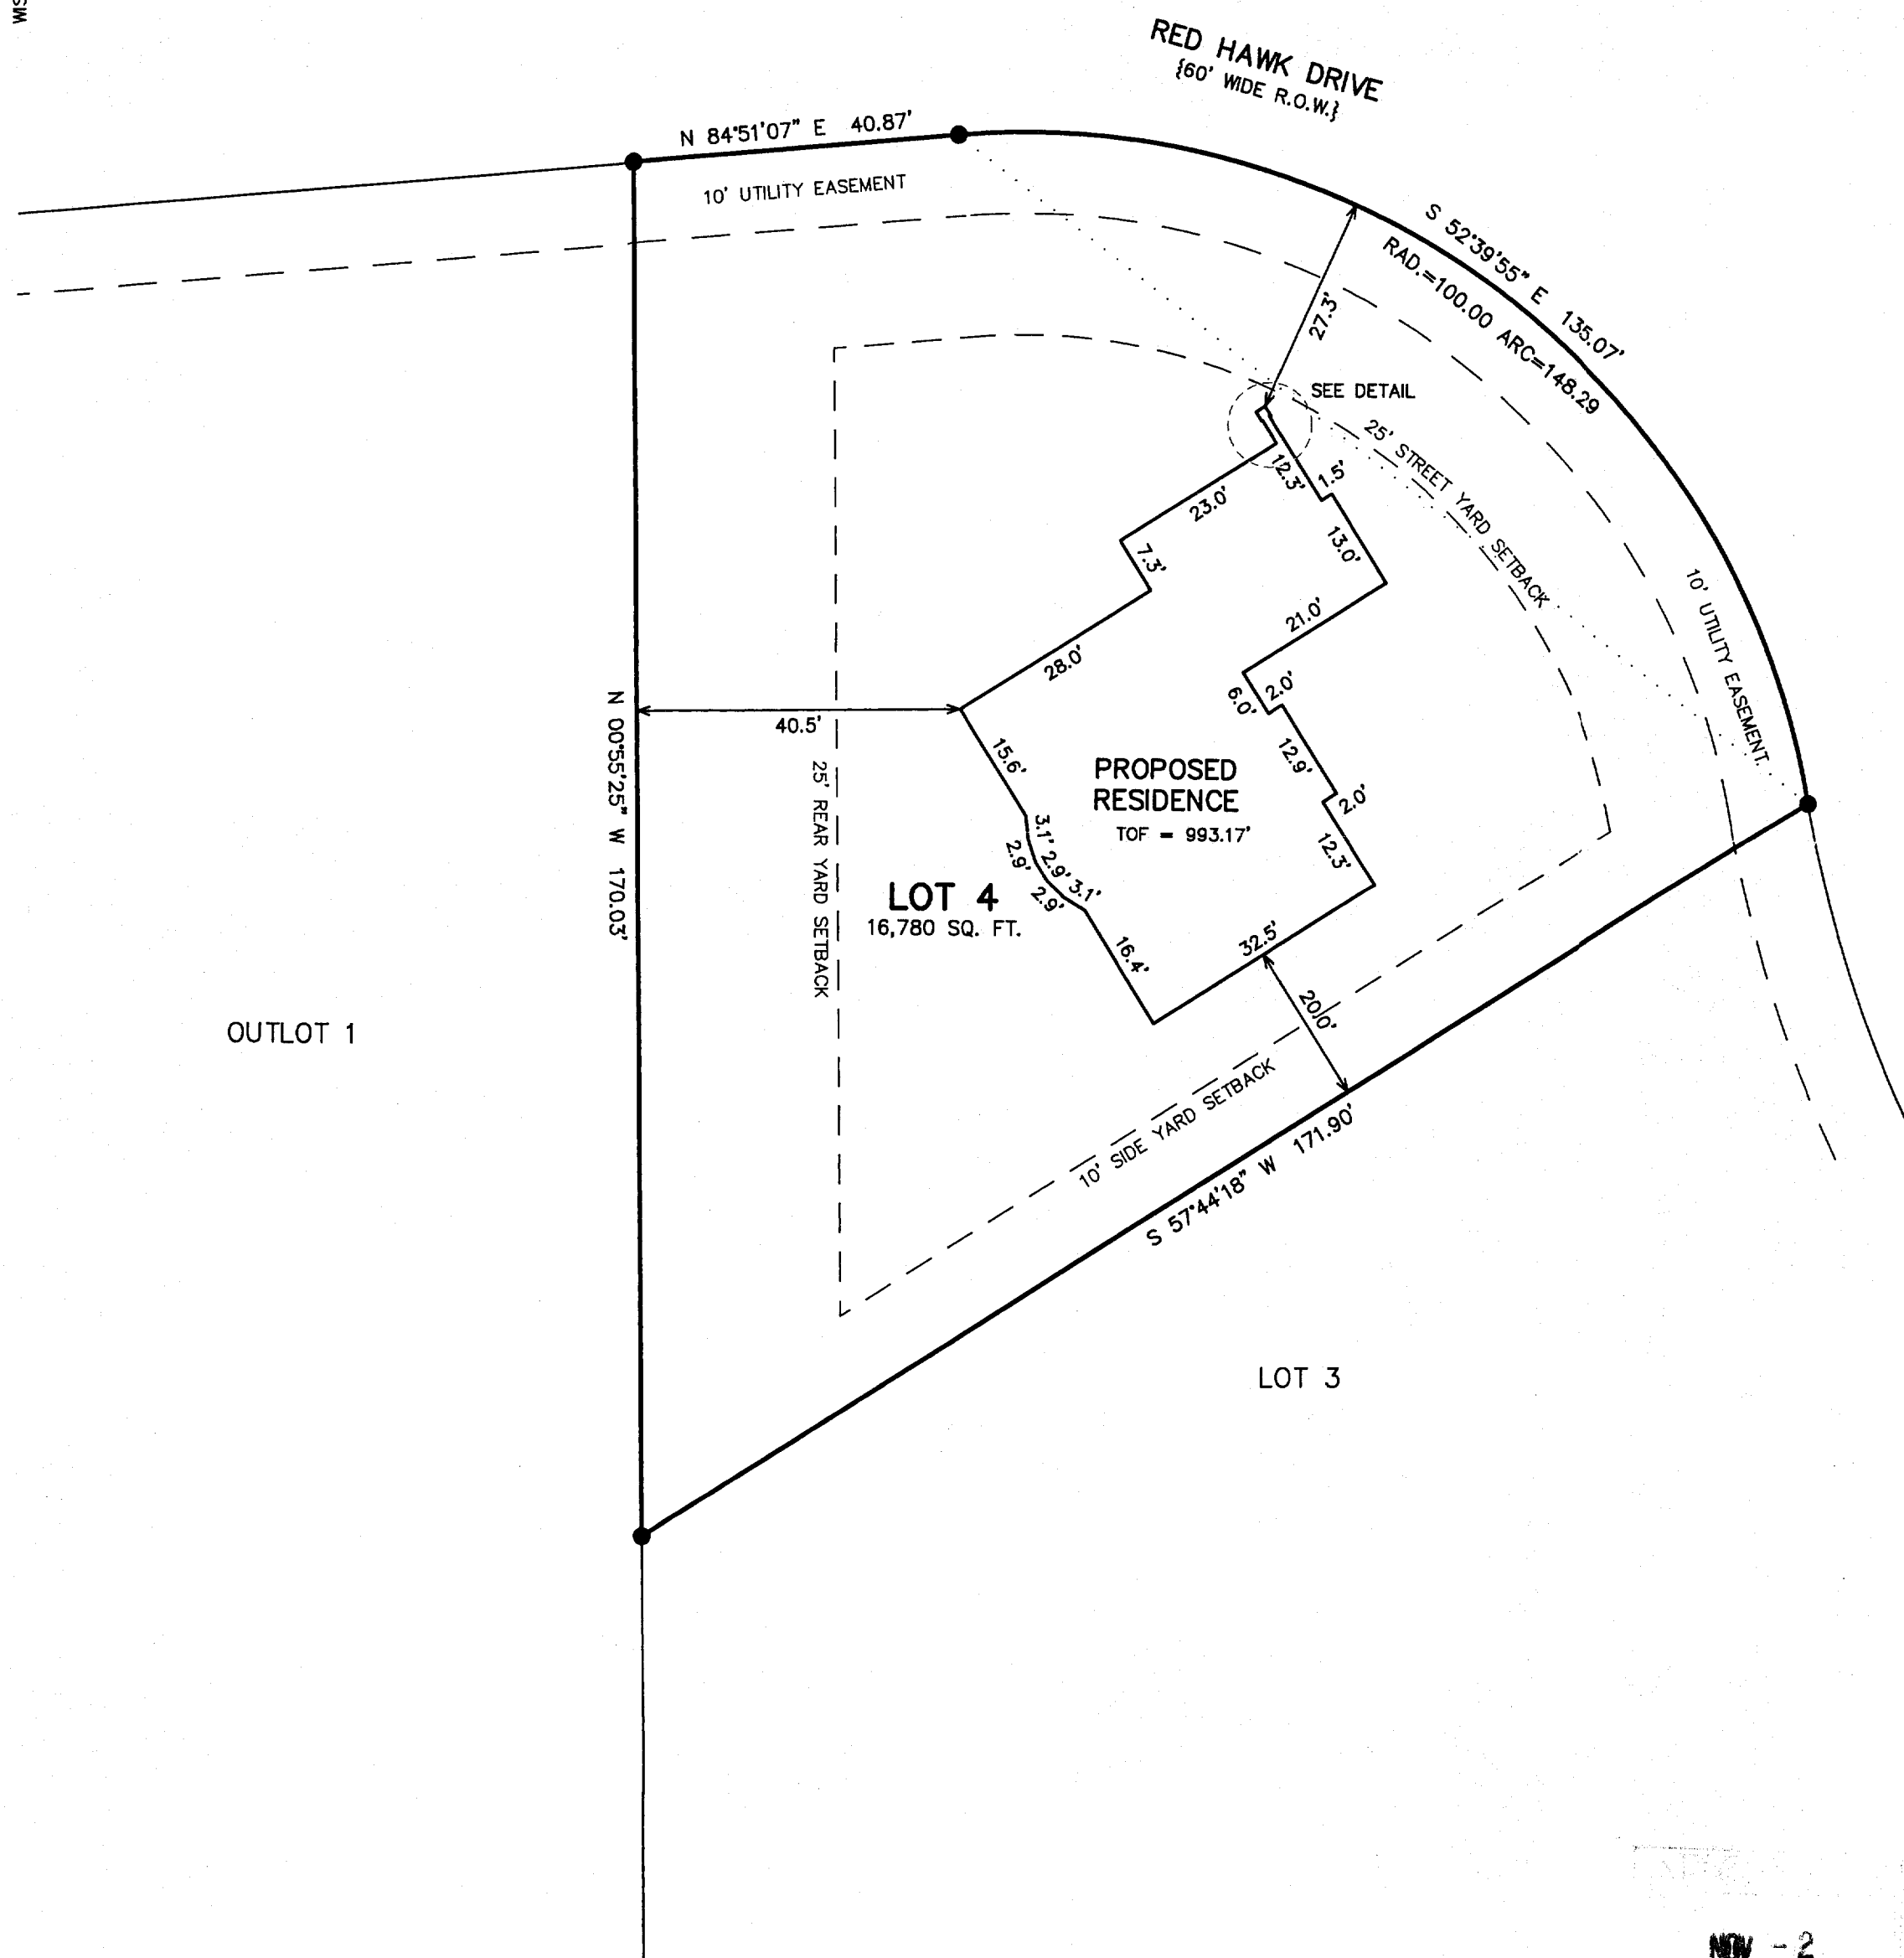 WIS
RED HAWK DRIVE
{60' WIDE R.O.W.}
N 84°51'07" E 40.87'
10' UTILITY EASEMENT
S 52°39'55" E 135.07'
RAD.=100.00 ARC=148.29
27.3'
SEE DETAIL
25' STREET YARD SETBACK
12.3'
1.5'
23.0'
13.0'
7.3'
10' UTILITY EASEMENT
21.0'
28.0'
2.0'
6.0'
N 00°55'25" W 170.03'
40.5'
15.6'
12.9'
25' REAR YARD SETBACK
PROPOSED
RESIDENCE
TOF = 993.17'
2.0'
3.1'
2.9'
2.9'
3.1'
2.9'
12.3'
LOT 4
16,780 SQ. FT.
16.4'
32.5'
20.0'
OUTLOT 1
10' SIDE YARD SETBACK
S 57°44'18" W 171.90'
LOT 3
NOV - 2